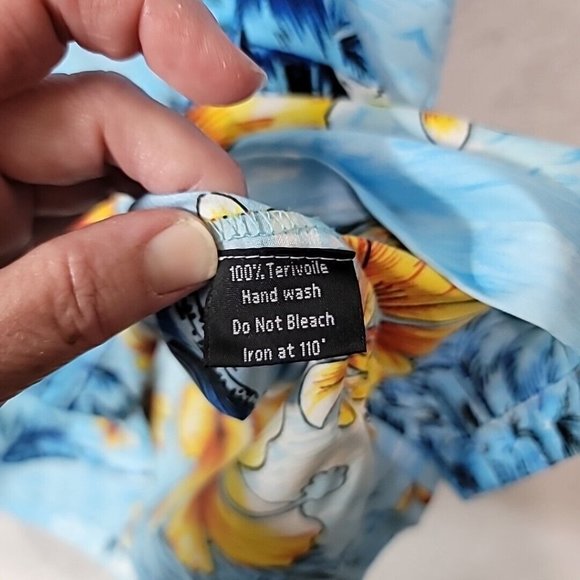 100% Terivoile
Hand wash
Do Not Bleach
Iron at 110°